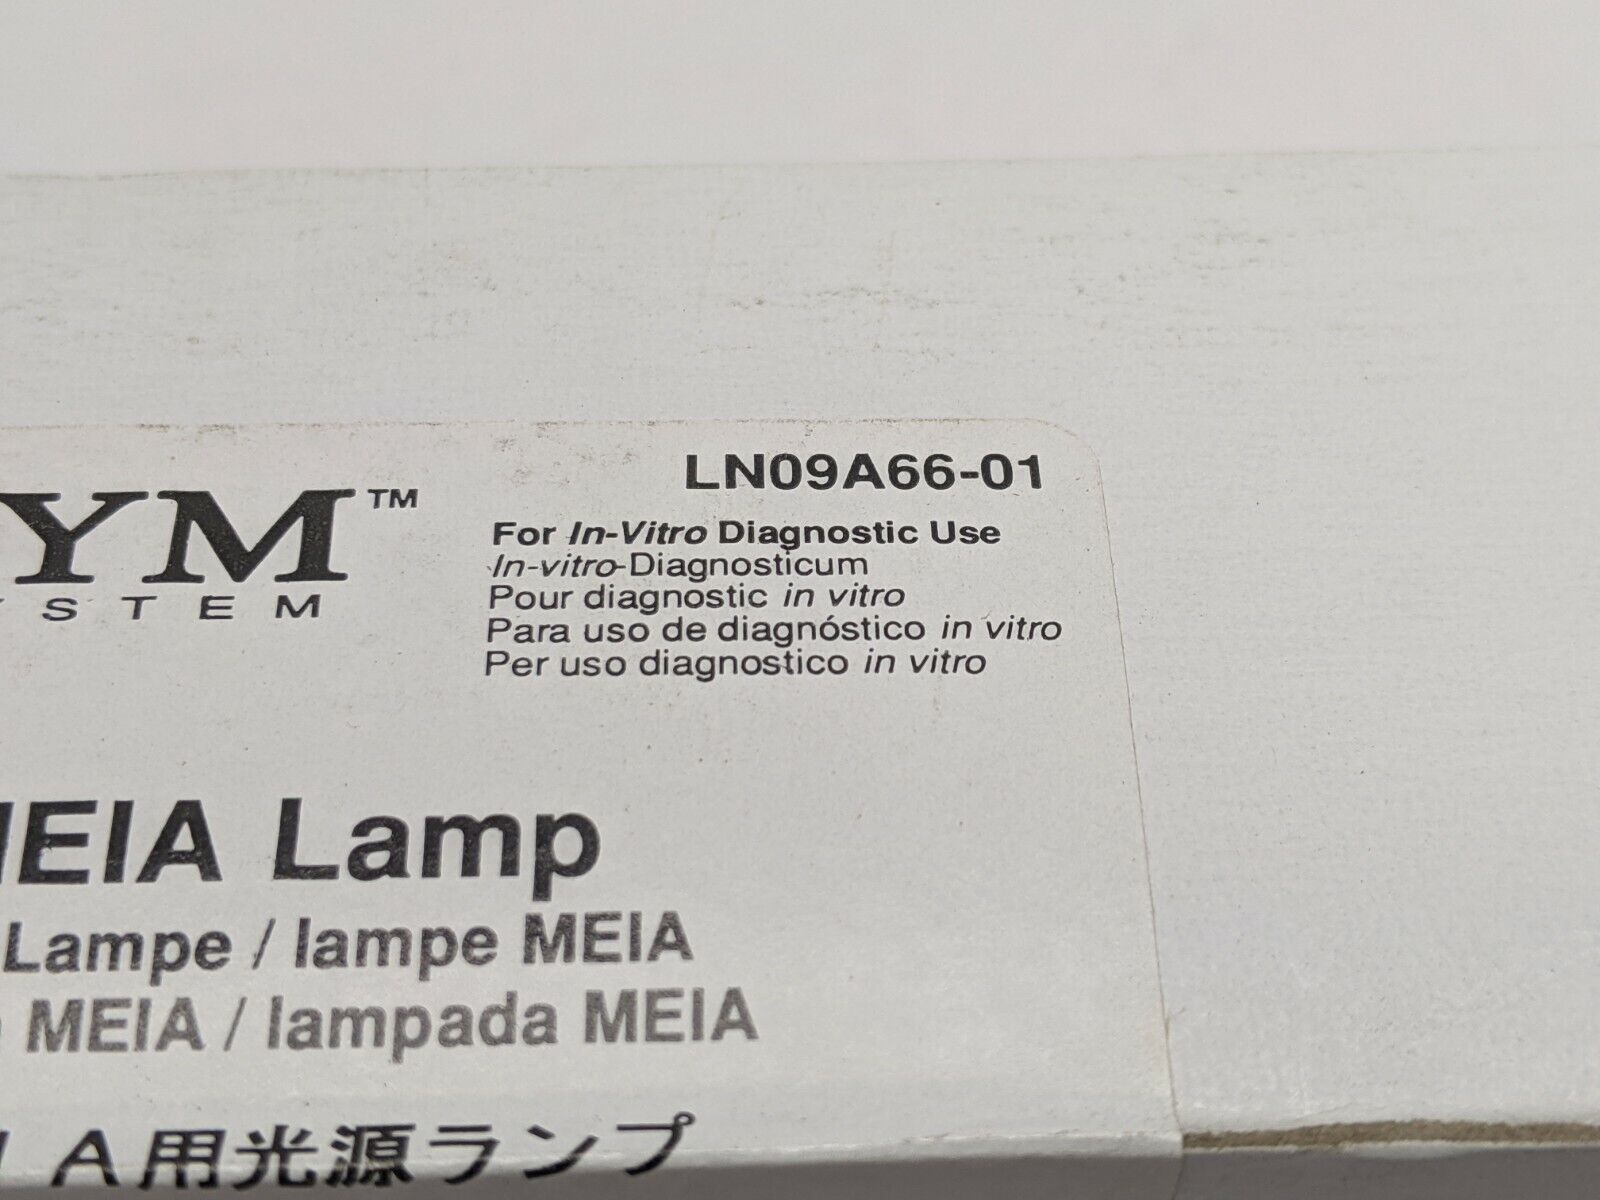 LN09A66-01
YM™
YSTEM
For In-Vitro Diagnostic Use
In-vitro-Diagnosticum
Pour diagnostic in vitro
Para uso de diagnóstico in vitro
Per uso diagnostico in vitro
MEIA Lamp
Lampe / lampe MEIA
MEIA / lampada MEIA
I A用光源ランプ